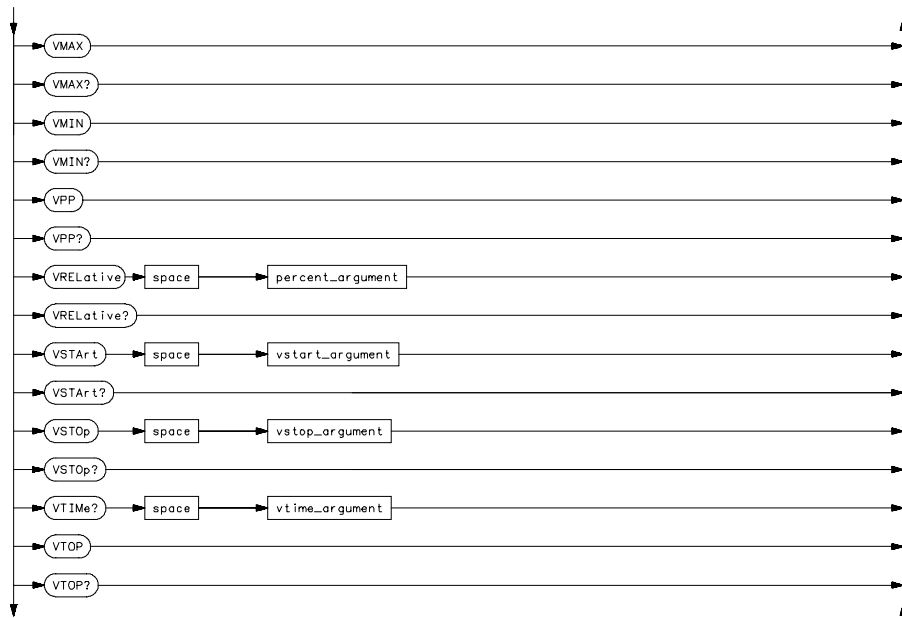 VMAX
VMAX?
VMIN
VMIN?
VPP
VPP?
VRELative space percent_argument
VRELative?
VSTArt space vstart_argument
VSTArt?
VSTOp space vstop_argument
VSTOp?
VTIMe? space vtime_argument
VTOP
VTOP?